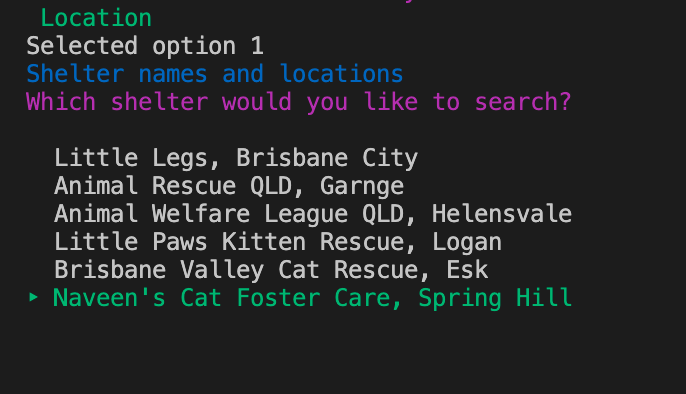 Location
Selected option 1
Shelter names and locations
Which shelter would you like to search?
Little Legs, Brisbane City
Animal Rescue QLD, Garnge
Animal Welfare League QLD, Helensvale
Little Paws Kitten Rescue, Logan
Brisbane Valley Cat Rescue, Esk
‣ Naveen's Cat Foster Care, Spring Hill